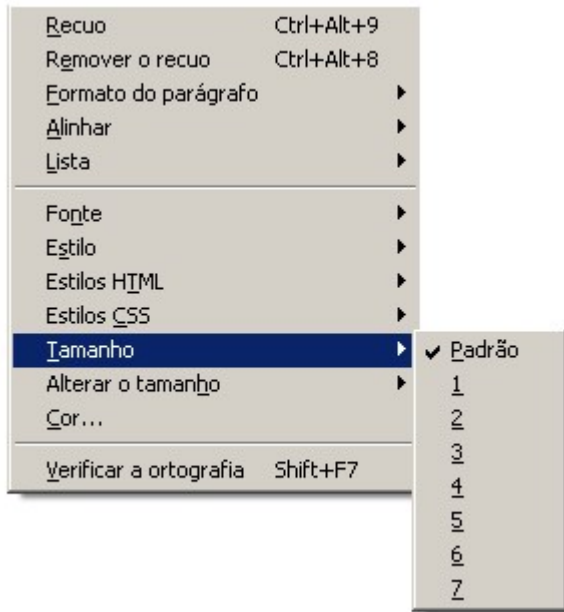 Recuo Ctrl+Alt+9
Remover o recuo Ctrl+Alt+8
Formato do parágrafo
Alinhar
Lista
Fonte
Estilo
Estilos HTML
Estilos CSS
Tamanho
Alterar o tamanho
Cor...
Verificar a ortografia Shift+F7
Padrão
1
2
3
4
5
6
7